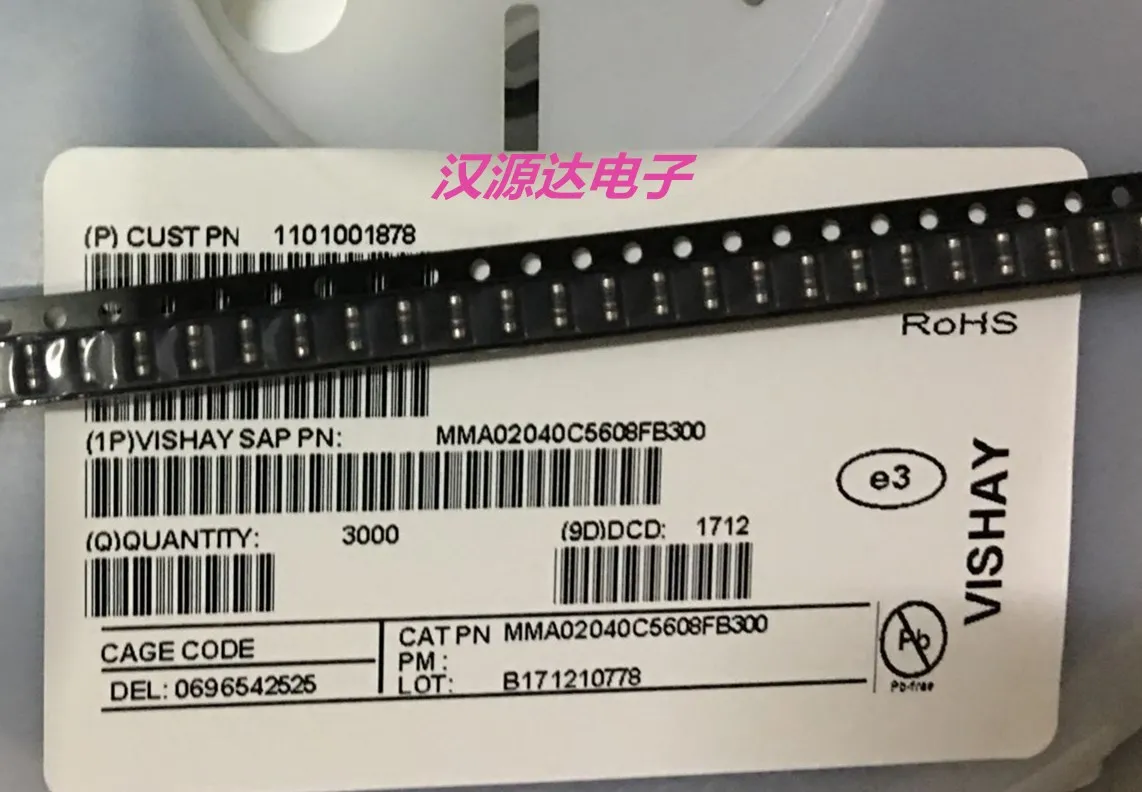 汉源达电子
(P) CUST PN 1101001878
RoHS
(1P)VISHAY SAP PN: MMA02040C5608FB300
e3
VISHAY
(Q)QUANTITY: 3000
(9D)DCD: 1712
CAGE CODE
DEL: 0696542525
CAT PN MMA02040C5608FB300
PM :
LOT: B171210778
Pb
Pb-free